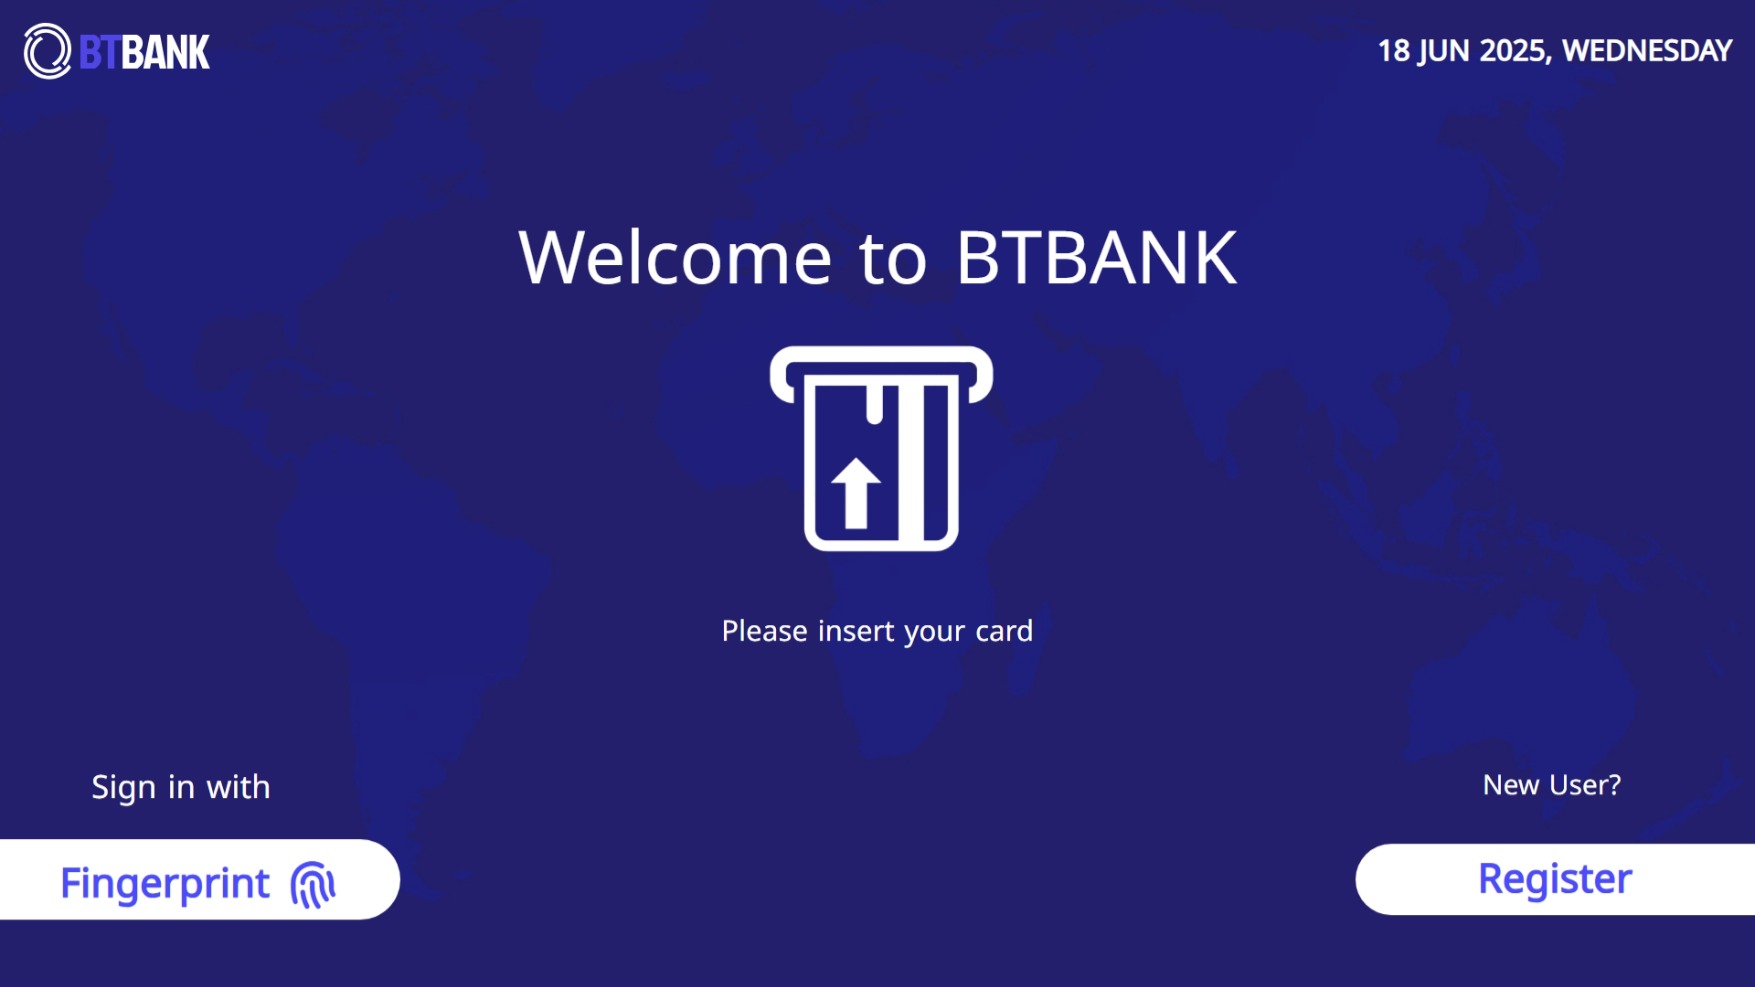 BTBANK
18 JUN 2025, WEDNESDAY
Welcome to BTBANK
Please insert your card
Sign in with
Fingerprint
New User?
Register